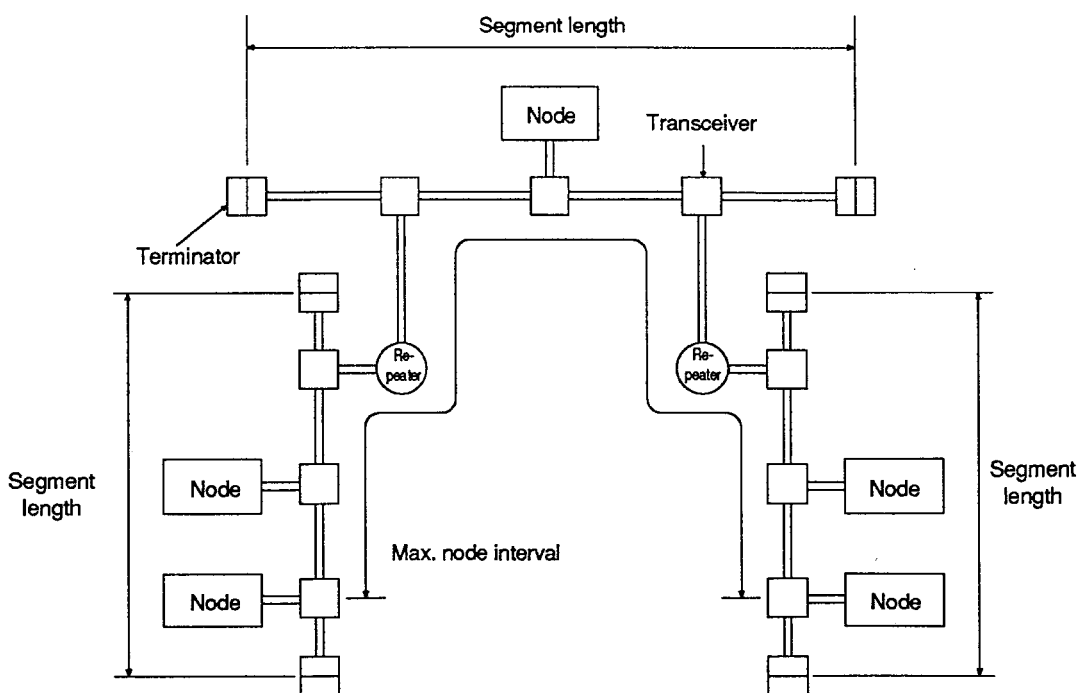 Segment length
Node
Transceiver
Terminator
Re-
peater
Re-
peater
Segment
length
Node
Node
Segment
length
Max. node interval
Node
Node